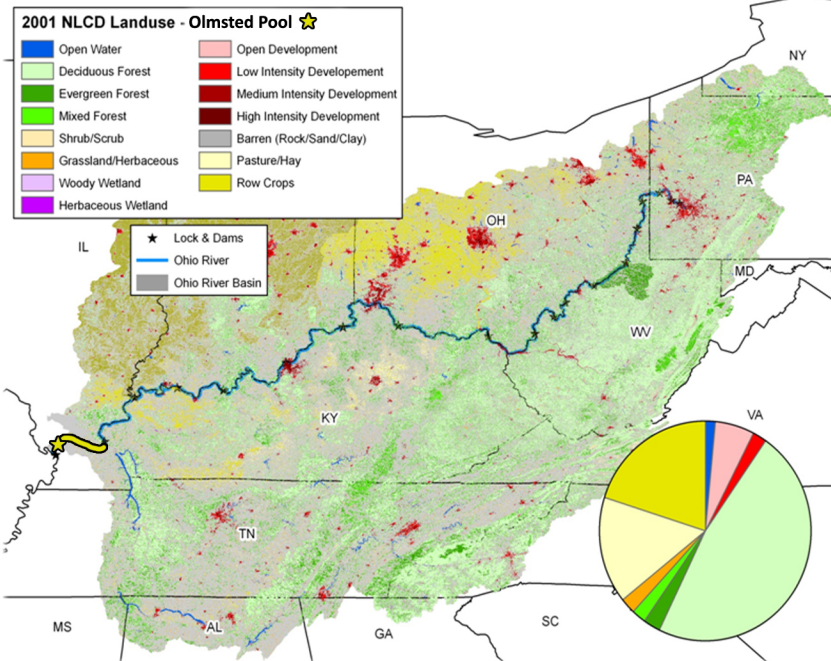 2001 NLCD Landuse - Olmsted Pool
Open Water
Deciduous Forest
Evergreen Forest
Mixed Forest
Shrub/Scrub
Grassland/Herbaceous
Woody Wetland
Herbaceous Wetland
Open Development
Low Intensity Developement
Medium Intensity Development
High Intensity Development
Barren (Rock/Sand/Clay)
Pasture/Hay
Row Crops
Lock & Dams
Ohio River
Ohio River Basin
NY
PA
OH
IL
MD
WV
KY
VA
TN
MS
AL
GA
SC